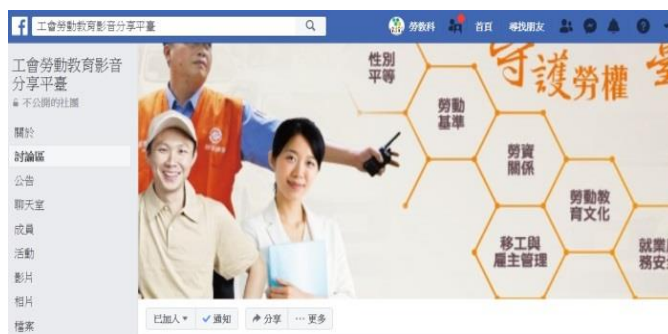 工會勞動教育影音分享平臺
勞教科
首頁
尋找朋友
工會勞動教育影音
分享平臺
不公開的社團
關於
討論區
公告
聊天室
成員
活動
影片
相片
檔案
守護勞權
性別
平等
勞動
基準
勞資
關係
勞動教
育文化
移工與
雇主管理
就業
務安
已加入
通知
分享
更多